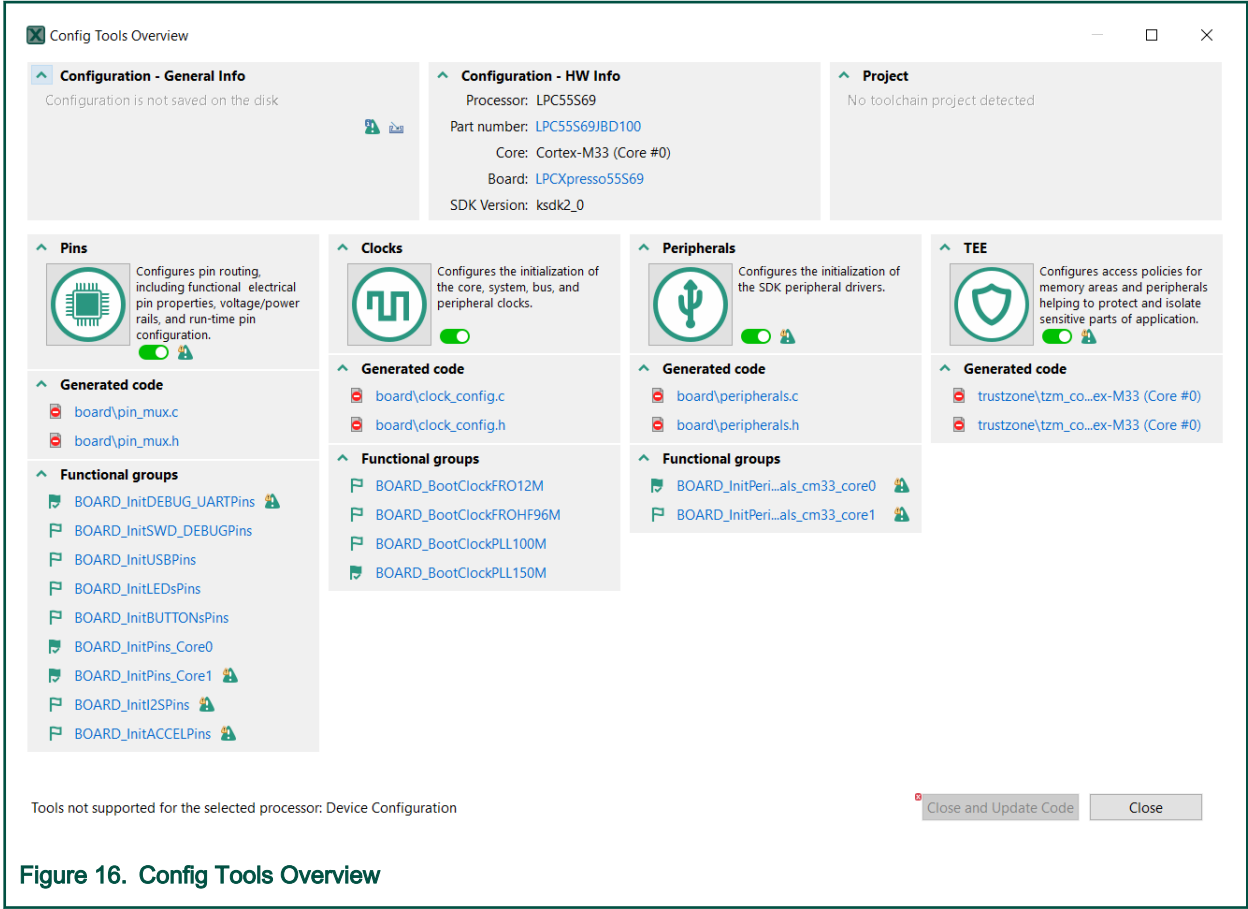 Config Tools Overview
Configuration - General Info
Configuration is not saved on the disk
Configuration - HW Info
Processor: LPC55S69
Part number: LPC55S69JBD100
Core: Cortex-M33 (Core #0)
Board: LPCXpresso55S69
SDK Version: ksdk2_0
Project
No toolchain project detected
Pins
Configures pin routing,
including functional electrical
pin properties, voltage/power
rails, and run-time pin
configuration.
Generated code
board\pin_mux.c
board\pin_mux.h
Functional groups
BOARD_InitDEBUG_UARTPins
BOARD_InitSWD_DEBUGPins
BOARD_InitUSBPins
BOARD_InitLEDsPins
BOARD_InitBUTTONsPins
BOARD_InitPins_Core0
BOARD_InitPins_Core1
BOARD_InitI2SPins
BOARD_InitACCELPins
Clocks
Configures the initialization of
the core, system, bus, and
peripheral clocks.
Generated code
board\clock_config.c
board\clock_config.h
Functional groups
BOARD_BootClockFRO12M
BOARD_BootClockFROHF96M
BOARD_BootClockPLL100M
BOARD_BootClockPLL150M
Peripherals
Configures the initialization of
the SDK peripheral drivers.
Generated code
board\peripherals.c
board\peripherals.h
Functional groups
BOARD_InitPeri...als_cm33_core0
BOARD_InitPeri...als_cm33_core1
TEE
Configures access policies for
memory areas and peripherals
helping to protect and isolate
sensitive parts of application.
Generated code
trustzone\tzm_co...ex-M33 (Core #0)
trustzone\tzm_co...ex-M33 (Core #0)
Tools not supported for the selected processor: Device Configuration
Close and Update Code
Close
Figure 16. Config Tools Overview